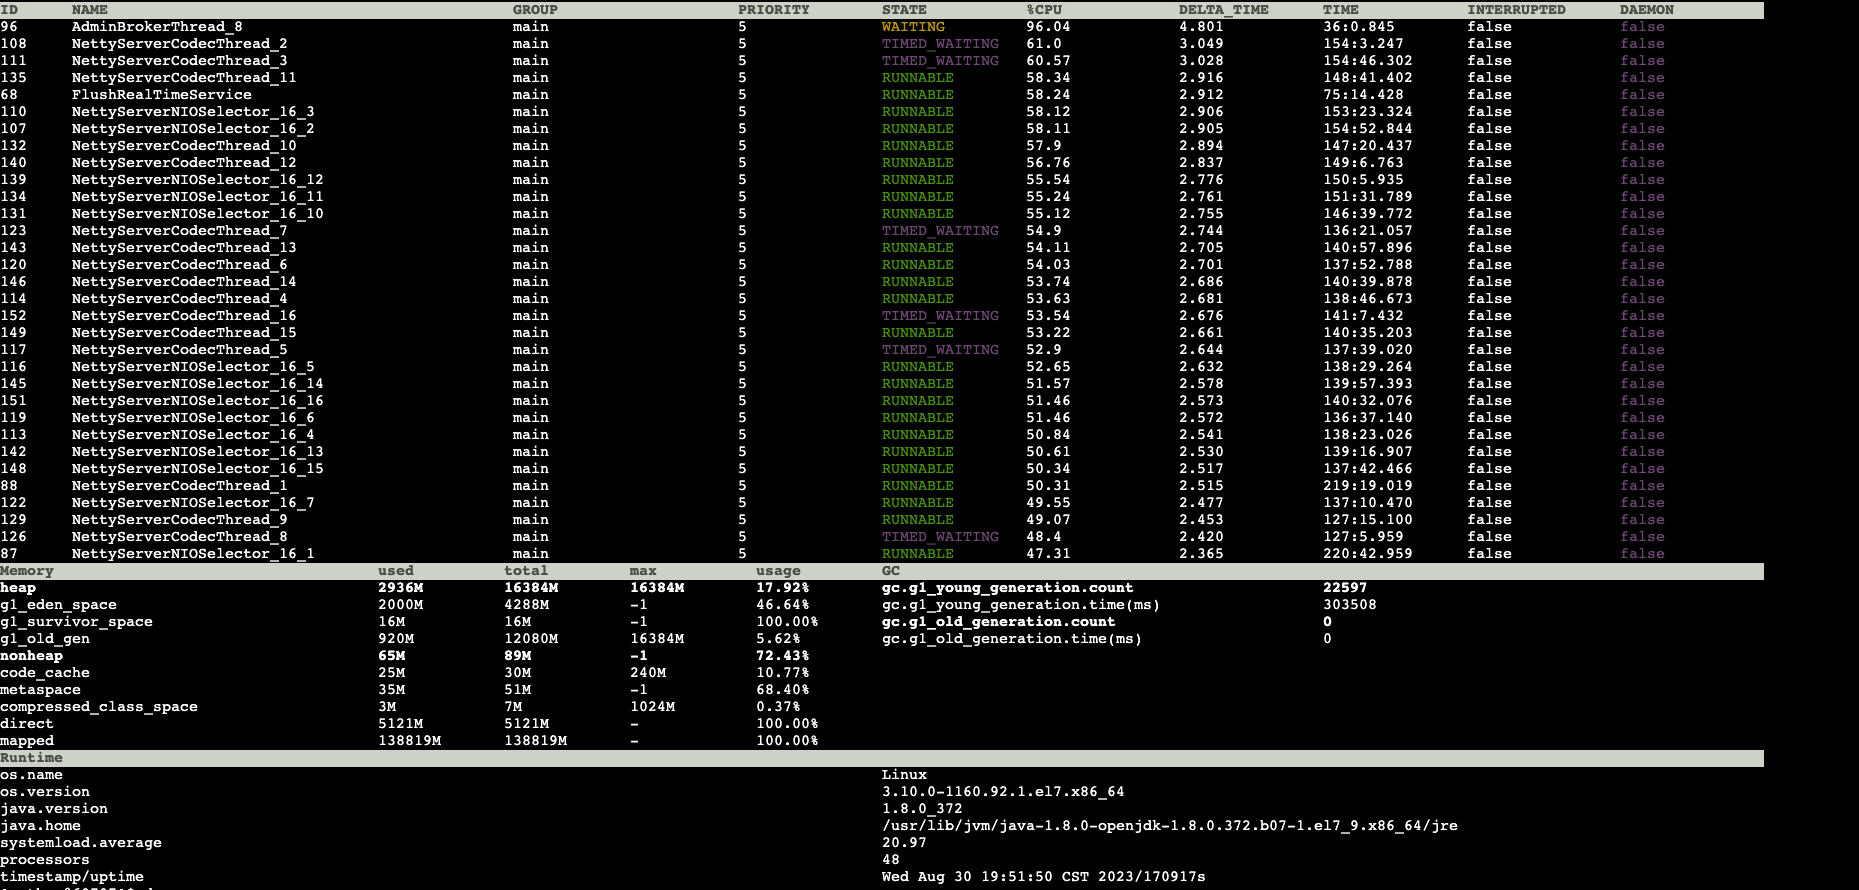 ID NAME GROUP PRIORITY STATE %CPU DELTA_TIME TIME INTERRUPTED DAEMON
96 AdminBrokerThread_8 main 5 WAITING 96.04 4.801 36:0.845 false false
108 NettyServerCodecThread_2 main 5 TIMED_WAITING 61.0 3.049 154:3.247 false false
111 NettyServerCodecThread_3 main 5 TIMED_WAITING 60.57 3.028 154:46.302 false false
135 NettyServerCodecThread_11 main 5 RUNNABLE 58.34 2.916 148:41.402 false false
68 FlushRealTimeService main 5 RUNNABLE 58.24 2.912 75:14.428 false false
110 NettyServerNIOSelector_16_3 main 5 RUNNABLE 58.12 2.906 153:23.324 false false
107 NettyServerNIOSelector_16_2 main 5 RUNNABLE 58.11 2.905 154:52.844 false false
132 NettyServerCodecThread_10 main 5 RUNNABLE 57.9 2.894 147:20.437 false false
140 NettyServerCodecThread_12 main 5 RUNNABLE 56.76 2.837 149:6.763 false false
139 NettyServerNIOSelector_16_12 main 5 RUNNABLE 55.54 2.776 150:5.935 false false
134 NettyServerNIOSelector_16_11 main 5 RUNNABLE 55.24 2.761 151:31.789 false false
131 NettyServerNIOSelector_16_10 main 5 RUNNABLE 55.12 2.755 146:39.772 false false
123 NettyServerCodecThread_7 main 5 TIMED_WAITING 54.9 2.744 136:21.057 false false
143 NettyServerCodecThread_13 main 5 RUNNABLE 54.11 2.705 140:57.896 false false
120 NettyServerCodecThread_6 main 5 RUNNABLE 54.03 2.701 137:52.788 false false
146 NettyServerCodecThread_14 main 5 RUNNABLE 53.74 2.686 140:39.878 false false
114 NettyServerCodecThread_4 main 5 RUNNABLE 53.63 2.681 138:46.673 false false
152 NettyServerCodecThread_16 main 5 TIMED_WAITING 53.54 2.676 141:7.432 false false
149 NettyServerCodecThread_15 main 5 RUNNABLE 53.22 2.661 140:35.203 false false
117 NettyServerCodecThread_5 main 5 TIMED_WAITING 52.9 2.644 137:39.020 false false
116 NettyServerNIOSelector_16_5 main 5 RUNNABLE 52.65 2.632 138:29.264 false false
145 NettyServerNIOSelector_16_14 main 5 RUNNABLE 51.57 2.578 139:57.393 false false
151 NettyServerNIOSelector_16_16 main 5 RUNNABLE 51.46 2.573 140:32.076 false false
119 NettyServerNIOSelector_16_6 main 5 RUNNABLE 51.46 2.572 136:37.140 false false
113 NettyServerNIOSelector_16_4 main 5 RUNNABLE 50.84 2.541 138:23.026 false false
142 NettyServerNIOSelector_16_13 main 5 RUNNABLE 50.61 2.530 139:16.907 false false
148 NettyServerNIOSelector_16_15 main 5 RUNNABLE 50.34 2.517 137:42.466 false false
88 NettyServerCodecThread_1 main 5 RUNNABLE 50.31 2.515 219:19.019 false false
122 NettyServerNIOSelector_16_7 main 5 RUNNABLE 49.55 2.477 137:10.470 false false
129 NettyServerCodecThread_9 main 5 RUNNABLE 49.07 2.453 127:15.100 false false
126 NettyServerCodecThread_8 main 5 TIMED_WAITING 48.4 2.420 127:5.959 false false
87 NettyServerNIOSelector_16_1 main 5 RUNNABLE 47.31 2.365 220:42.959 false false
Memory used total max usage GC
heap 2936M 16384M 16384M 17.92% gc.g1_young_generation.count 22597
g1_eden_space 2000M 4288M -1 46.64% gc.g1_young_generation.time(ms) 303508
g1_survivor_space 16M 16M -1 100.00% gc.g1_old_generation.count 0
g1_old_gen 920M 12080M 16384M 5.62% gc.g1_old_generation.time(ms) 0
nonheap 65M 89M -1 72.43%
code_cache 25M 30M 240M 10.77%
metaspace 35M 51M -1 68.40%
compressed_class_space 3M 7M 1024M 0.37%
direct 5121M 5121M - 100.00%
mapped 138819M 138819M - 100.00%
Runtime
os.name Linux
os.version 3.10.0-1160.92.1.el7.x86_64
java.version 1.8.0_372
java.home /usr/lib/jvm/java-1.8.0-openjdk-1.8.0.372.b07-1.el7_9.x86_64/jre
systemload.average 20.97
processors 48
timestamp/uptime Wed Aug 30 19:51:50 CST 2023/170917s